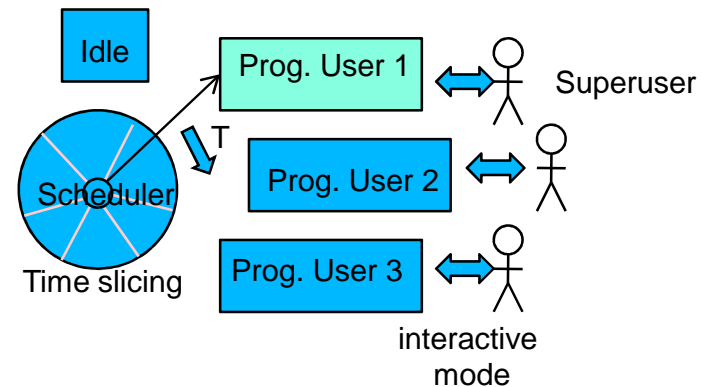 Idle
Prog. User 1
Superuser
T
Scheduler
Prog. User 2
Time slicing
Prog. User 3
interactive
mode